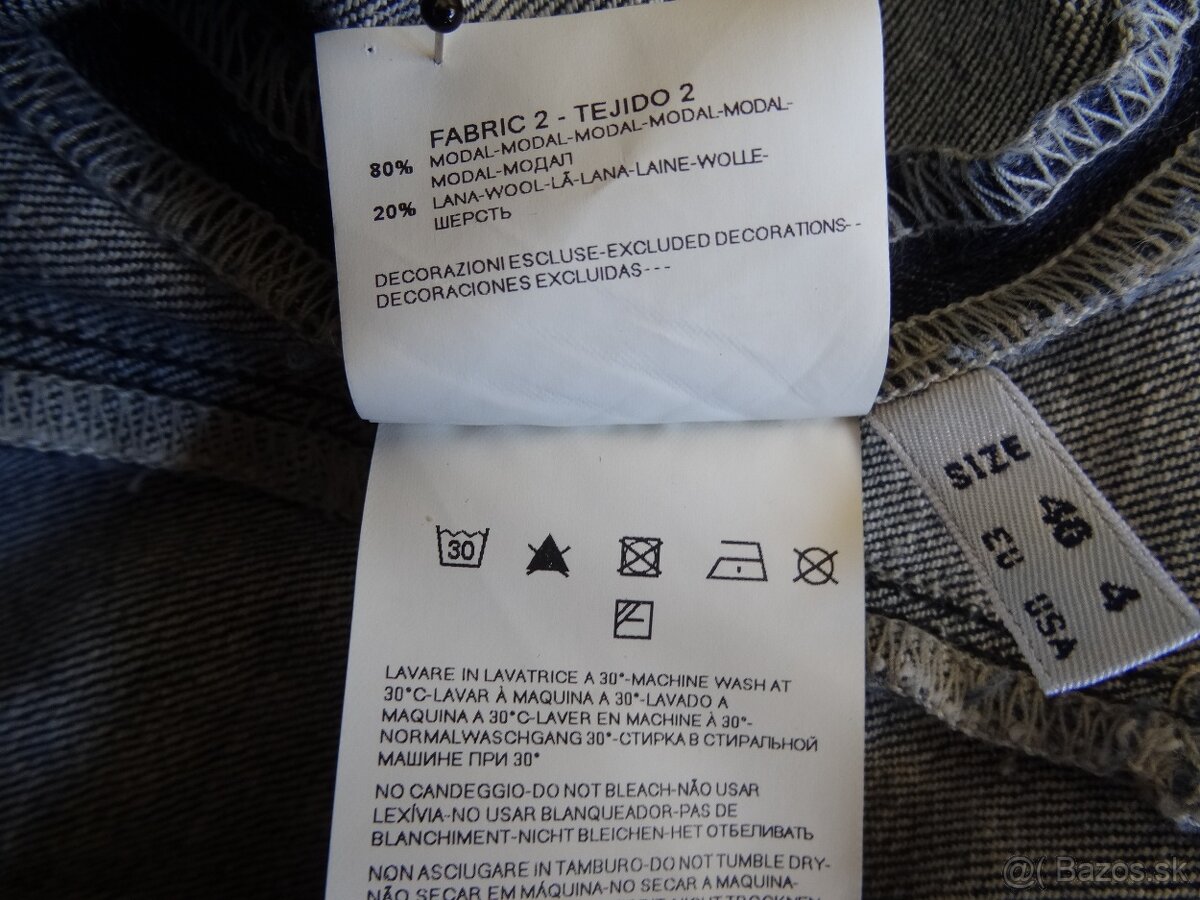 FABRIC 2 - TEJIDO 2
80% MODAL-MODAL-MODAL-MODAL-MODAL-
MODAL-МОДАЛ
20% LANA-WOOL-LÃ-LANA-LAINE-WOLLE-
ШЕРСТЬ
DECORAZIONI ESCLUSE-EXCLUDED DECORATIONS--
DECORACIONES EXCLUIDAS---
30
LAVARE IN LAVATRICE A 30°-MACHINE WASH AT
30°C-LAVAR À MAQUINA A 30°-LAVADO A
MAQUINA A 30°C-LAVER EN MACHINE À 30°-
NORMALWASCHGANG 30°-СТИРКА В СТИРАЛЬНОЙ
МАШИНЕ ПРИ 30°
NO CANDEGGIO-DO NOT BLEACH-NÃO USAR
LEXÍVIA-NO USAR BLANQUEADOR-PAS DE
BLANCHIMENT-NICHT BLEICHEN-НЕТ ОТБЕЛИВАТЬ
NON ASCIUGARE IN TAMBURO-DO NOT TUMBLE DRY-
NÃO SECAR EM MÁQUINA-NO SECAR A MAQUINA-
SIZE
46 4
EU USA
Bazos.sk